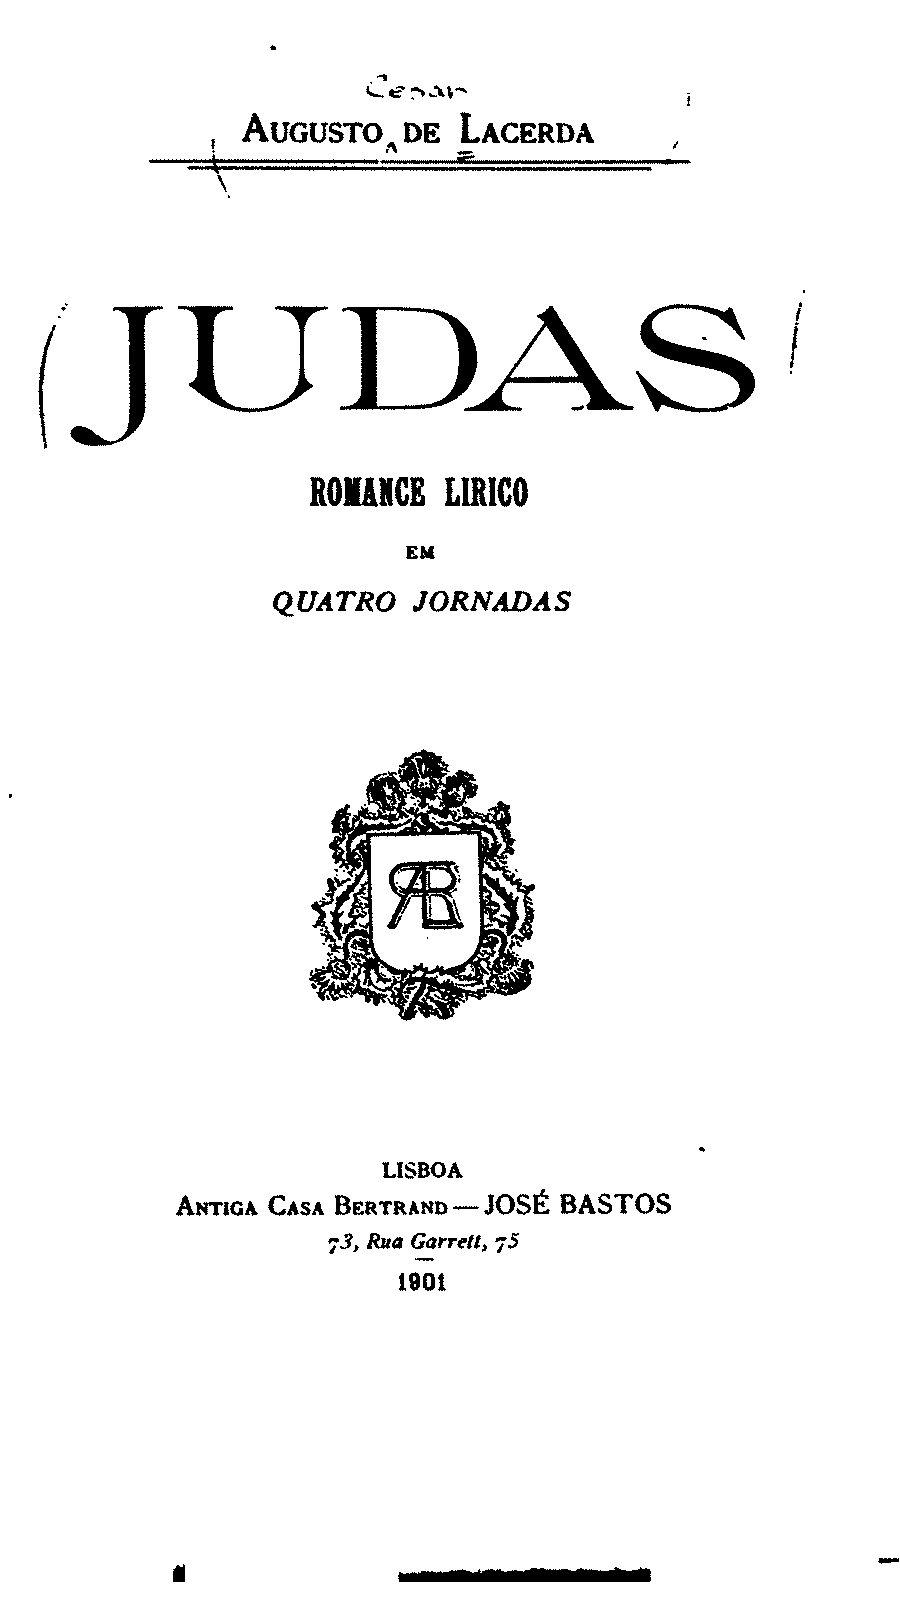 Cesar
AUGUSTO DE LACERDA
JUDAS
ROMANCE LIRICO
EM
QUATRO JORNADAS
LISBOA
ANTIGA CASA BERTRAND — JOSÉ BASTOS
73, Rua Garrett, 75
1901